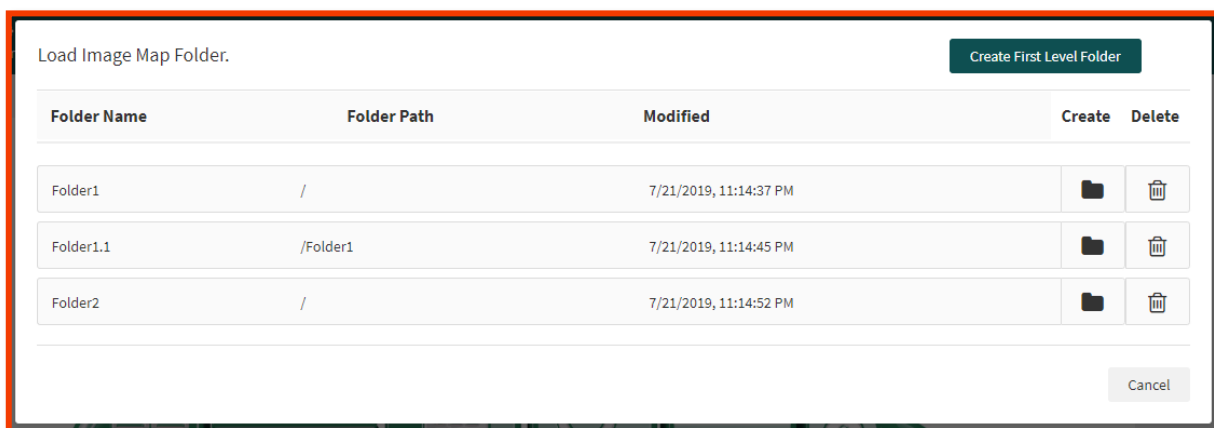 Load Image Map Folder. Create First Level Folder
Folder Name Folder Path Modified Create Delete
Folder1 / 7/21/2019, 11:14:37 PM
Folder1.1 /Folder1 7/21/2019, 11:14:45 PM
Folder2 / 7/21/2019, 11:14:52 PM
Cancel